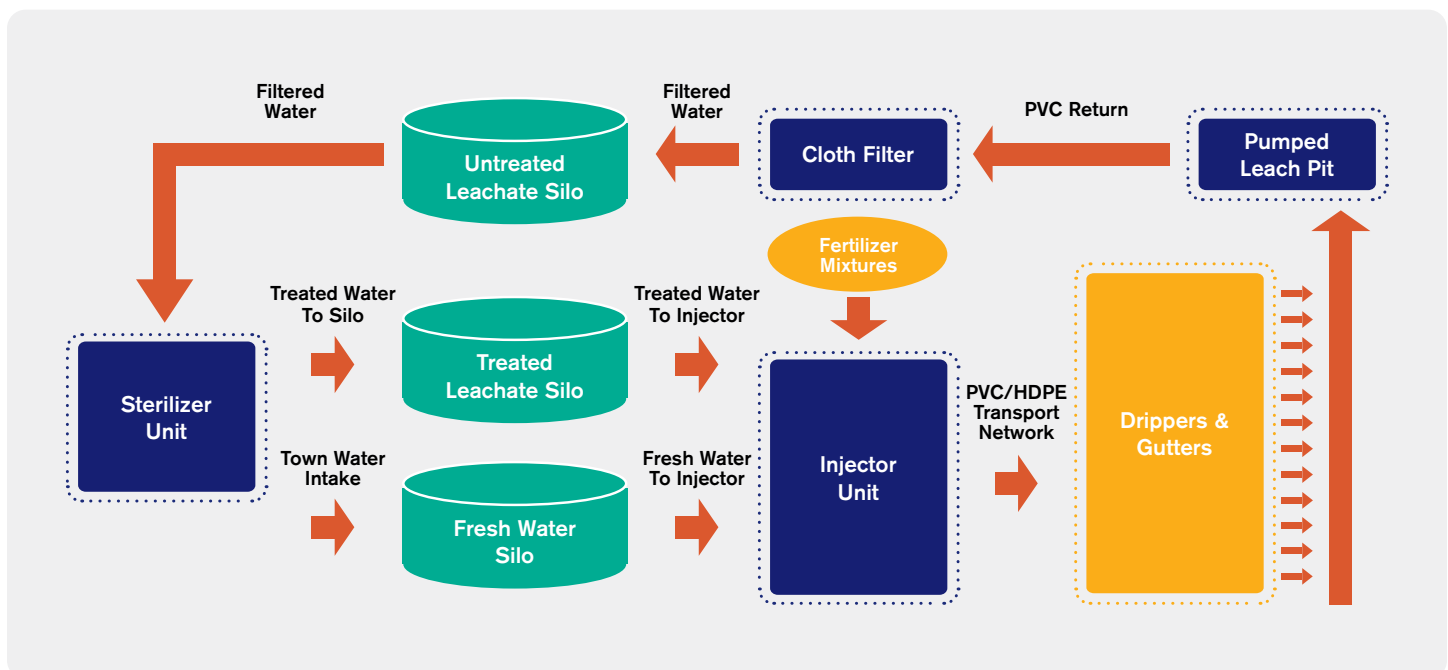 Filtered
Water
Untreated
Leachate Silo
Filtered
Water
Cloth Filter
PVC Return
Pumped
Leach Pit
Fertilizer
Mixtures
Sterilizer
Unit
Treated Water
To Silo
Treated
Leachate Silo
Treated Water
To Injector
Town Water
Intake
Fresh Water
Silo
Fresh Water
To Injector
Injector
Unit
PVC/HDPE
Transport
Network
Drippers &
Gutters